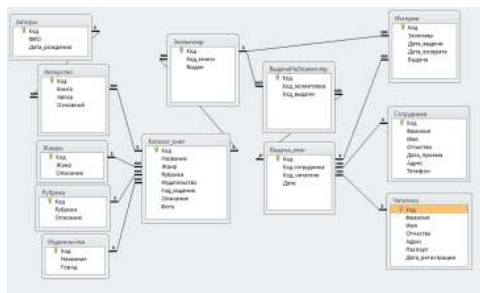 Авторы
Код
ФИО
Дата_рождения
Авторство
Код
Книга
Автор
Основной
Жанры
Код
Жанр
Описание
Рубрика
Код
Рубрика
Описание
Издательство
Код
Название
Город
Экземпляр
Код
Код_книги
Выдан
Каталог_книг
Код
Название
Жанр
Рубрика
Издательство
Год_издания
Описание
Фото
Код
Код_экземпляра
Код_выдачи
Выдача_книг
Код
Код_сотрудника
Код_читателя
Дата
История
Код
Экземпляр
Дата_выдачи
Дата_возврата
Выдача
Сотрудники
Код
Фамилия
Имя
Отчество
Дата_приема
Адрес
Телефон
Читатели
Код
Фамилия
Имя
Отчество
Адрес
Паспорт
Дата_регистрации